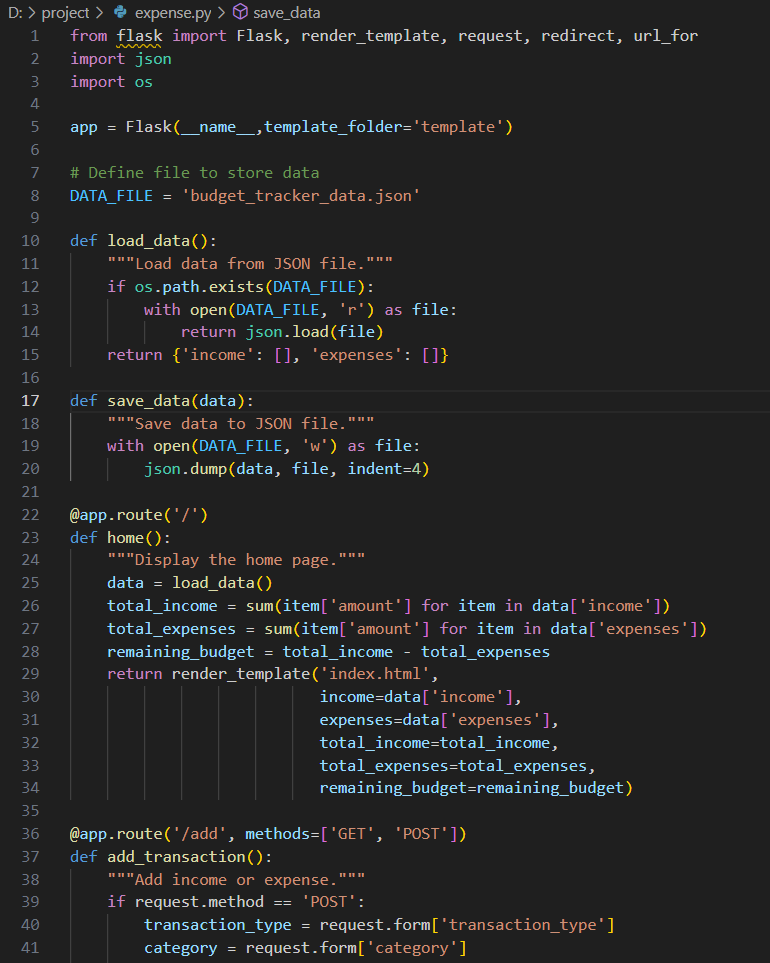 D: > project > expense.py > save_data
1 from flask import Flask, render_template, request, redirect, url_for
2 import json
3 import os
4
5 app = Flask(__name__,template_folder='template')
6
7 # Define file to store data
8 DATA_FILE = 'budget_tracker_data.json'
9
10 def load_data():
11     """Load data from JSON file."""
12     if os.path.exists(DATA_FILE):
13         with open(DATA_FILE, 'r') as file:
14             return json.load(file)
15     return {'income': [], 'expenses': []}
16
17 def save_data(data):
18     """Save data to JSON file."""
19     with open(DATA_FILE, 'w') as file:
20         json.dump(data, file, indent=4)
21
22 @app.route('/')
23 def home():
24     """Display the home page."""
25     data = load_data()
26     total_income = sum(item['amount'] for item in data['income'])
27     total_expenses = sum(item['amount'] for item in data['expenses'])
28     remaining_budget = total_income - total_expenses
29     return render_template('index.html',
30                            income=data['income'],
31                            expenses=data['expenses'],
32                            total_income=total_income,
33                            total_expenses=total_expenses,
34                            remaining_budget=remaining_budget)
35
36 @app.route('/add', methods=['GET', 'POST'])
37 def add_transaction():
38     """Add income or expense."""
39     if request.method == 'POST':
40         transaction_type = request.form['transaction_type']
41         category = request.form['category']